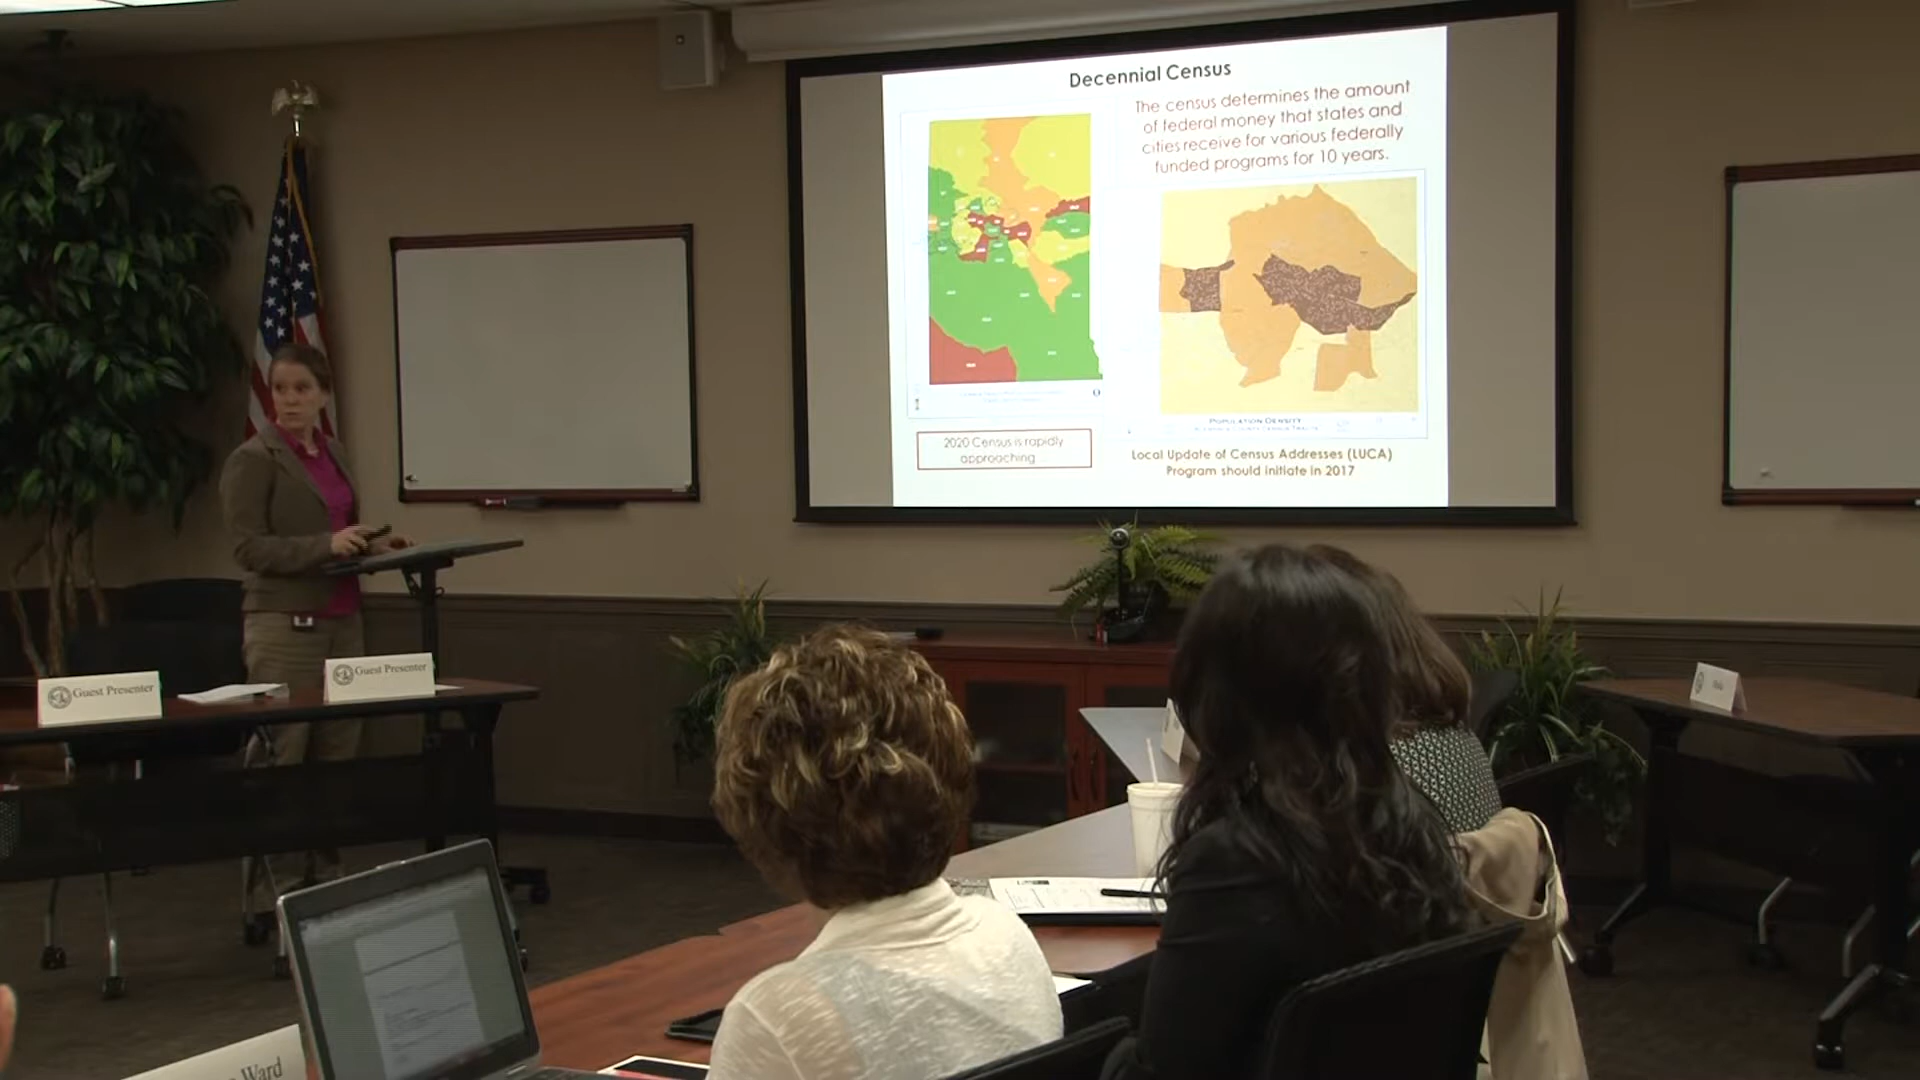 Decennial Census
The census determines the amount
of federal money that states and
cities receive for various federally
funded programs for 10 years.
POPULATION DENSITY
2020 Census is rapidly
approaching
Local Update of Census Addresses (LUCA)
Program should initiate in 2017
Guest Presenter
Guest Presenter
Ward